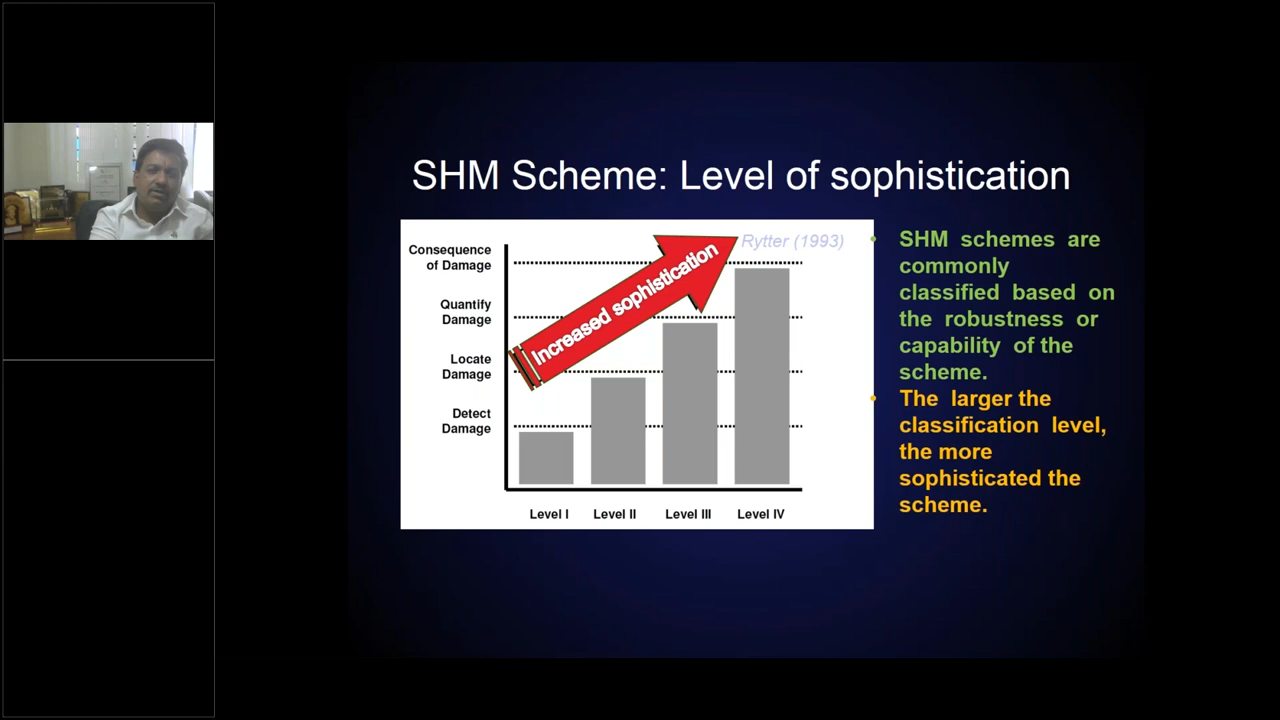 SHM Scheme: Level of sophistication
Rytter (1993)
Consequence
of Damage
Quantify
Damage
Locate
Damage
Detect
Damage
Increased sophistication
Level I
Level II
Level III
Level IV
SHM schemes are
commonly
classified based on
the robustness or
capability of the
scheme.
The larger the
classification level,
the more
sophisticated the
scheme.